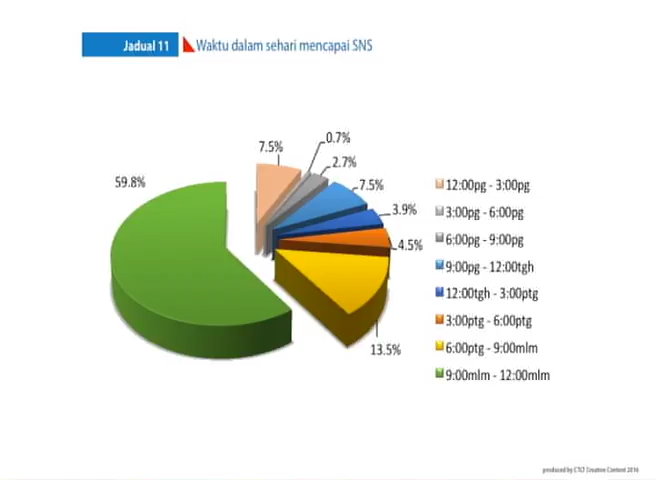 Jadual 11
Waktu dalam sehari mencapai SNS
7.5%
0.7%
2.7%
7.5%
3.9%
4.5%
13.5%
59.8%
12:00pg - 3:00pg
3:00pg - 6:00pg
6:00pg - 9:00pg
9:00pg - 12:00tgh
12:00tgh - 3:00ptg
3:00ptg - 6:00ptg
6:00ptg - 9:00mlm
9:00mlm - 12:00mlm
produced by CTLT Creative Content 2016